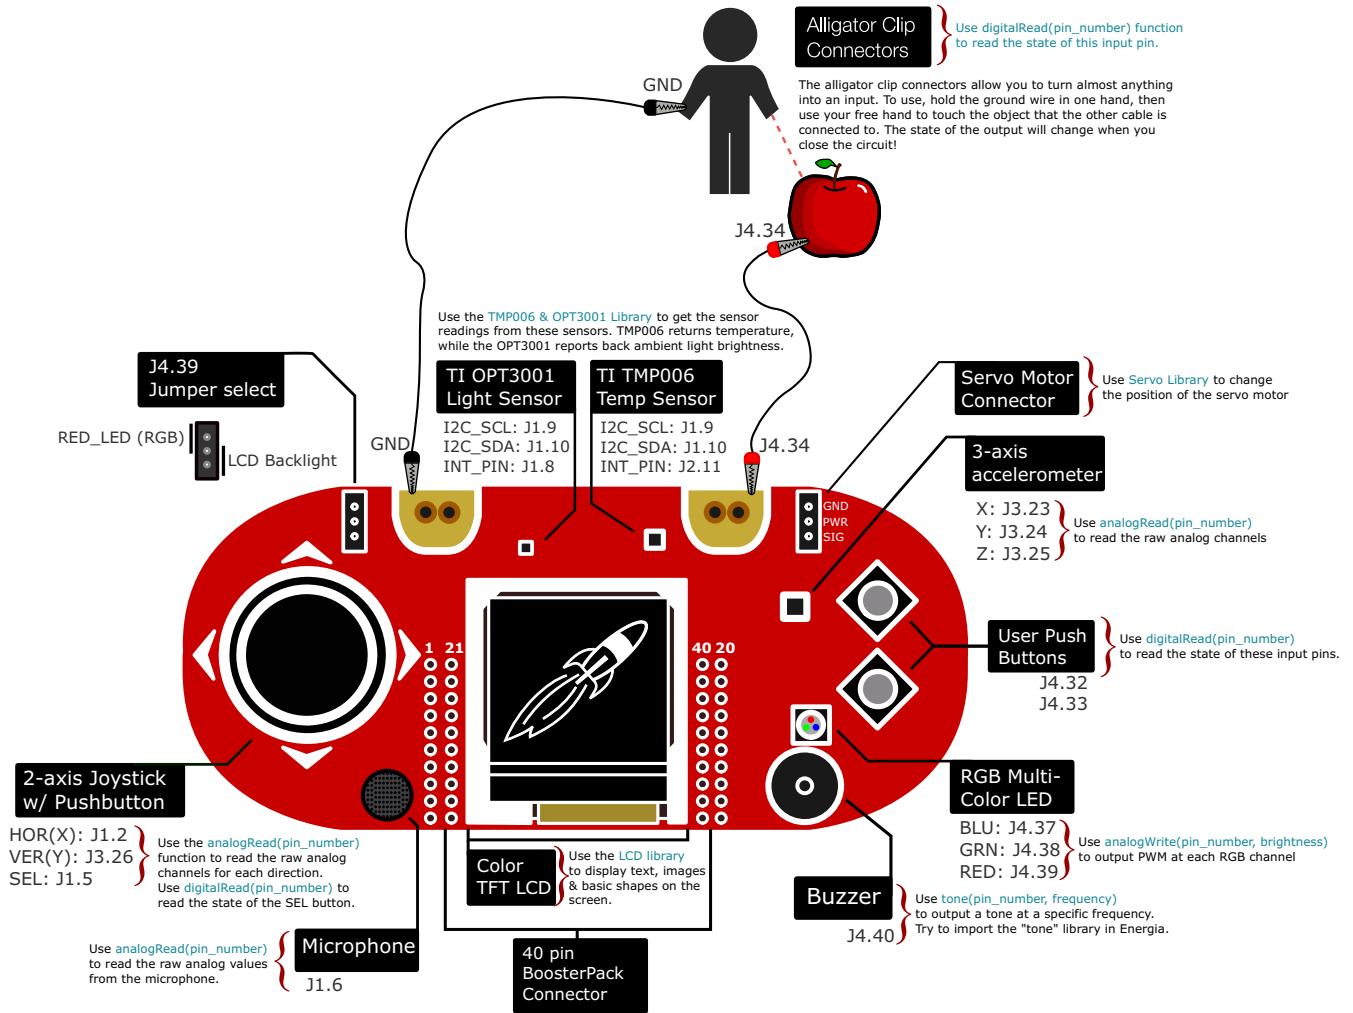 Alligator Clip
Connectors
Use digitalRead(pin_number) function
to read the state of this input pin.
GND
The alligator clip connectors allow you to turn almost anything
into an input. To use, hold the ground wire in one hand, then
use your free hand to touch the object that the other cable is
connected to. The state of the output will change when you
close the circuit!
J4.34
Use the TMP006 & OPT3001 Library to get the sensor
readings from these sensors. TMP006 returns temperature,
while the OPT3001 reports back ambient light brightness.
J4.39
Jumper select
RED_LED (RGB)
LCD Backlight
GND
TI OPT3001
Light Sensor
I2C_SCL: J1.9
I2C_SDA: J1.10
INT_PIN: J1.8
TI TMP006
Temp Sensor
I2C_SCL: J1.9
I2C_SDA: J1.10
INT_PIN: J2.11
J4.34
Servo Motor
Connector
Use Servo Library to change
the position of the servo motor
3-axis
accelerometer
X: J3.23
Y: J3.24
Z: J3.25
Use analogRead(pin_number)
to read the raw analog channels
GND
PWR
SIG
1 21
40 20
User Push
Buttons
J4.32
J4.33
Use digitalRead(pin_number)
to read the state of these input pins.
2-axis Joystick
w/ Pushbutton
HOR(X): J1.2
VER(Y): J3.26
SEL: J1.5
Use the analogRead(pin_number)
function to read the raw analog
channels for each direction.
Use digitalRead(pin_number) to
read the state of the SEL button.
RGB Multi-
Color LED
BLU: J4.37
GRN: J4.38
RED: J4.39
Use analogWrite(pin_number, brightness)
to output PWM at each RGB channel
Color
TFT LCD
Use the LCD library
to display text, images
& basic shapes on the
screen.
Buzzer
J4.40
Use tone(pin_number, frequency)
to output a tone at a specific frequency.
Try to import the "tone" library in Energia.
Use analogRead(pin_number)
to read the raw analog values
from the microphone.
Microphone
J1.6
40 pin
BoosterPack
Connector